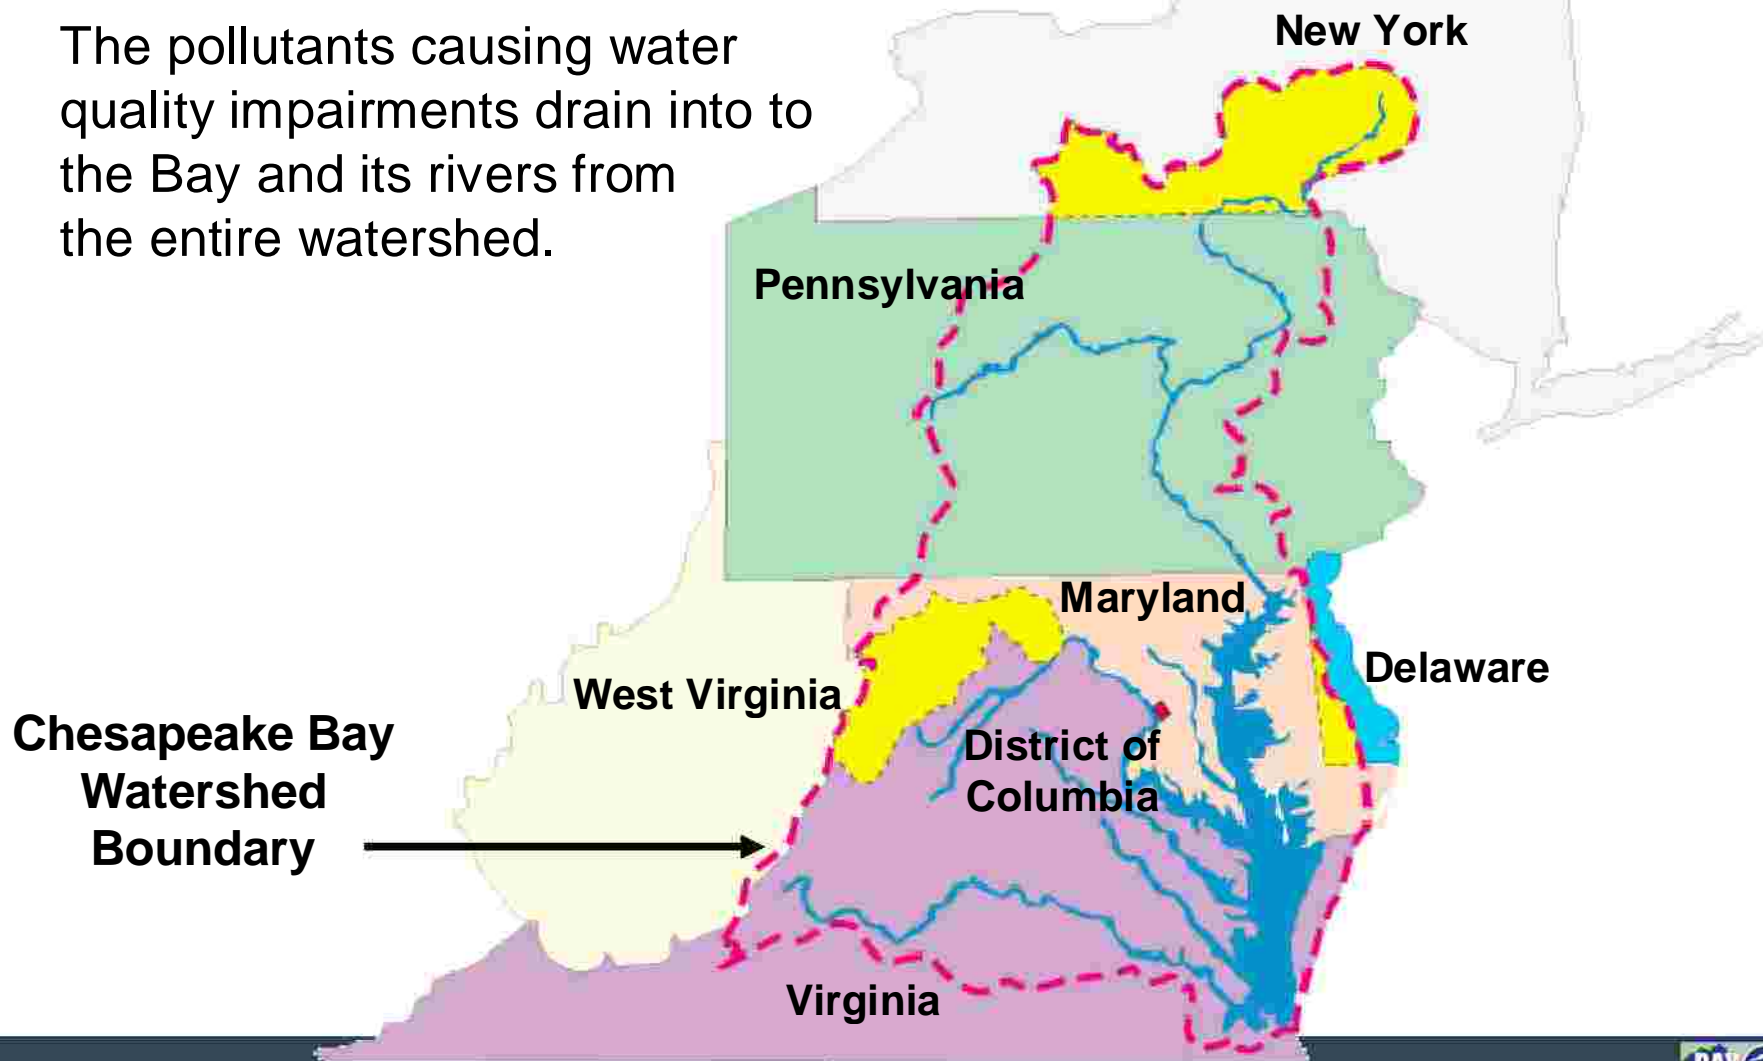 The pollutants causing water
quality impairments drain into to
the Bay and its rivers from
the entire watershed.
New York
Pennsylvania
Maryland
Delaware
West Virginia
District of
Columbia
Chesapeake Bay
Watershed
Boundary
Virginia